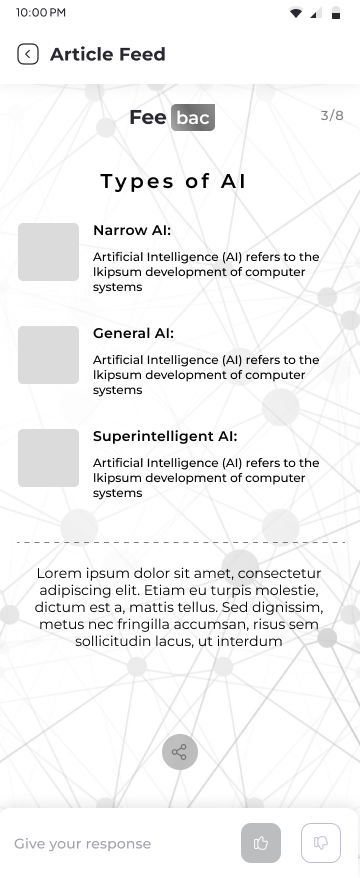 10:00 PM
Article Feed
Fee bac
3/8
Types of AI
Narrow AI:
Artificial Intelligence (AI) refers to the
lkipsum development of computer
systems
General AI:
Artificial Intelligence (AI) refers to the
lkipsum development of computer
systems
Superintelligent AI:
Artificial Intelligence (AI) refers to the
lkipsum development of computer
systems
Lorem ipsum dolor sit amet, consectetur
adipiscing elit. Etiam eu turpis molestie,
dictum est a, mattis tellus. Sed dignissim,
metus nec fringilla accumsan, risus sem
sollicitudin lacus, ut interdum
Give your response